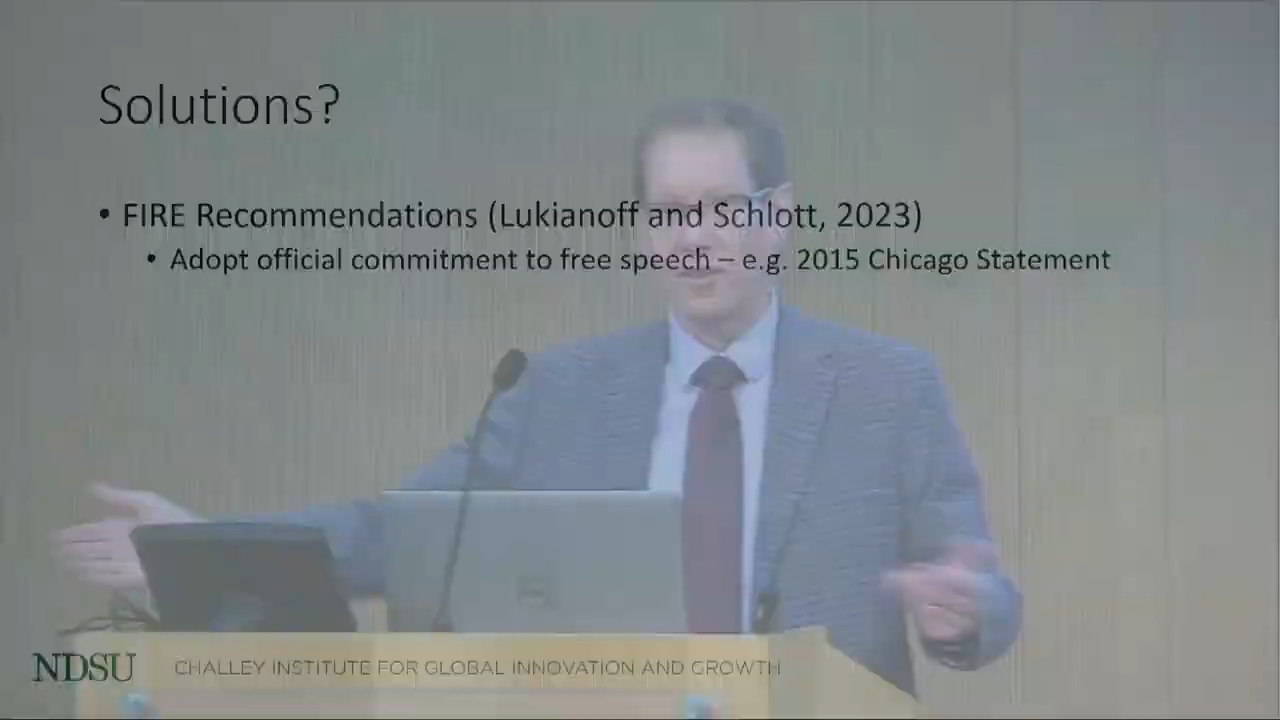 Solutions?
• FIRE Recommendations (Lukianoff and Schlott, 2023)
• Adopt official commitment to free speech – e.g. 2015 Chicago Statement
NDSU CHALLEY INSTITUTE FOR GLOBAL INNOVATION AND GROWTH